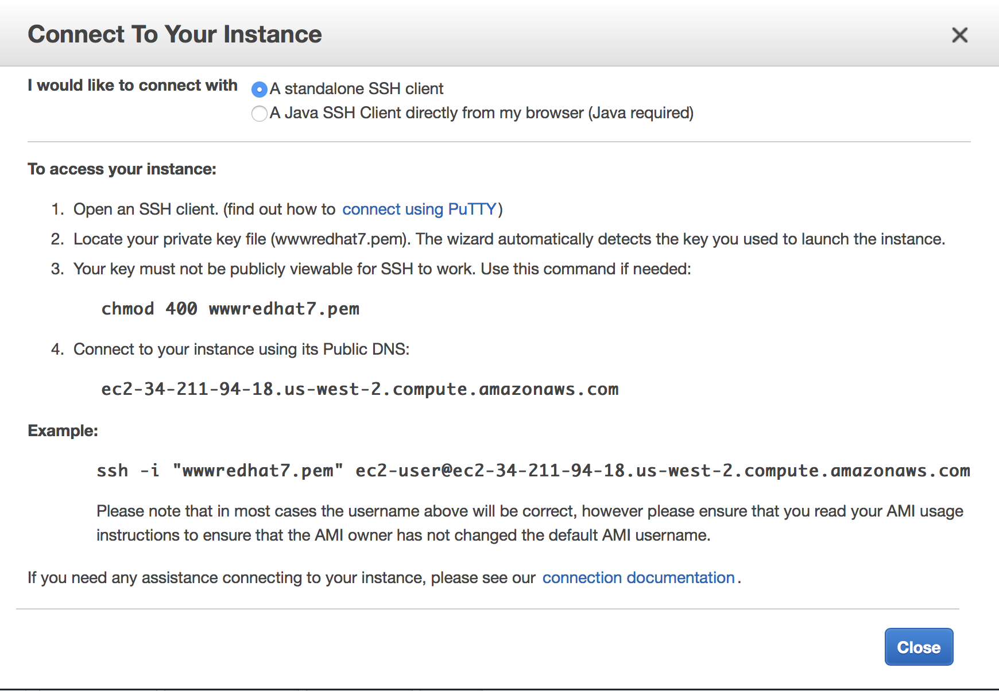 Connect To Your Instance
I would like to connect with
A standalone SSH client
A Java SSH Client directly from my browser (Java required)
To access your instance:
1. Open an SSH client. (find out how to connect using PuTTY)
2. Locate your private key file (wwwredhat7.pem). The wizard automatically detects the key you used to launch the instance.
3. Your key must not be publicly viewable for SSH to work. Use this command if needed:
chmod 400 wwwredhat7.pem
4. Connect to your instance using its Public DNS:
ec2-34-211-94-18.us-west-2.compute.amazonaws.com
Example:
ssh -i "wwwredhat7.pem" ec2-user@ec2-34-211-94-18.us-west-2.compute.amazonaws.com
Please note that in most cases the username above will be correct, however please ensure that you read your AMI usage
instructions to ensure that the AMI owner has not changed the default AMI username.
If you need any assistance connecting to your instance, please see our connection documentation.
Close